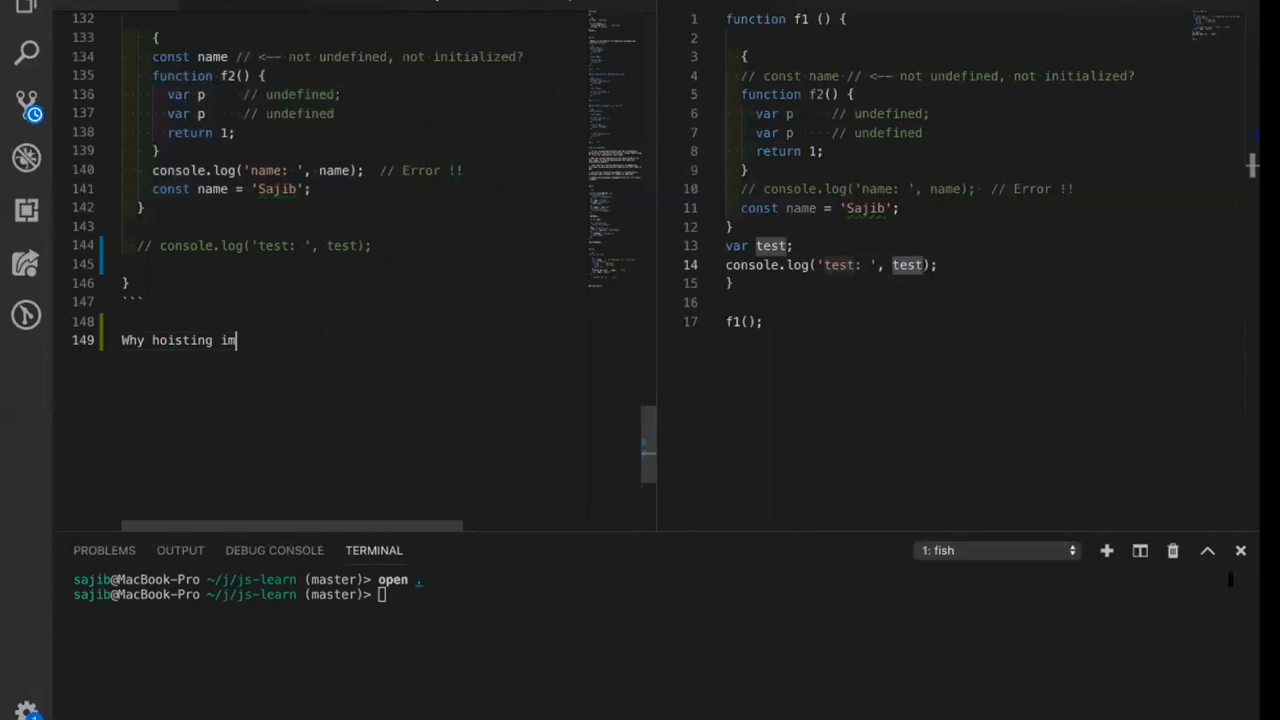 132
133 {
134 const name // <-- not undefined, not initialized?
135 function f2() {
136 var p // undefined;
137 var p // undefined
138 return 1;
139 }
140 console.log('name: ', name); // Error !!
141 const name = 'Sajib';
142 }
143
144 // console.log('test: ', test);
145
146 }
147 ```
148
149 Why hoisting im
1 function f1 () {
2
3 {
4 // const name // <-- not undefined, not initialized?
5 function f2() {
6 var p // undefined;
7 var p // undefined
8 return 1;
9 }
10 // console.log('name: ', name); // Error !!
11 const name = 'Sajib';
12 }
13 var test;
14 console.log('test: ', test);
15 }
16
17 f1();
PROBLEMS OUTPUT DEBUG CONSOLE TERMINAL 1: fish
sajib@MacBook-Pro ~/j/js-learn (master)> open .
sajib@MacBook-Pro ~/j/js-learn (master)>